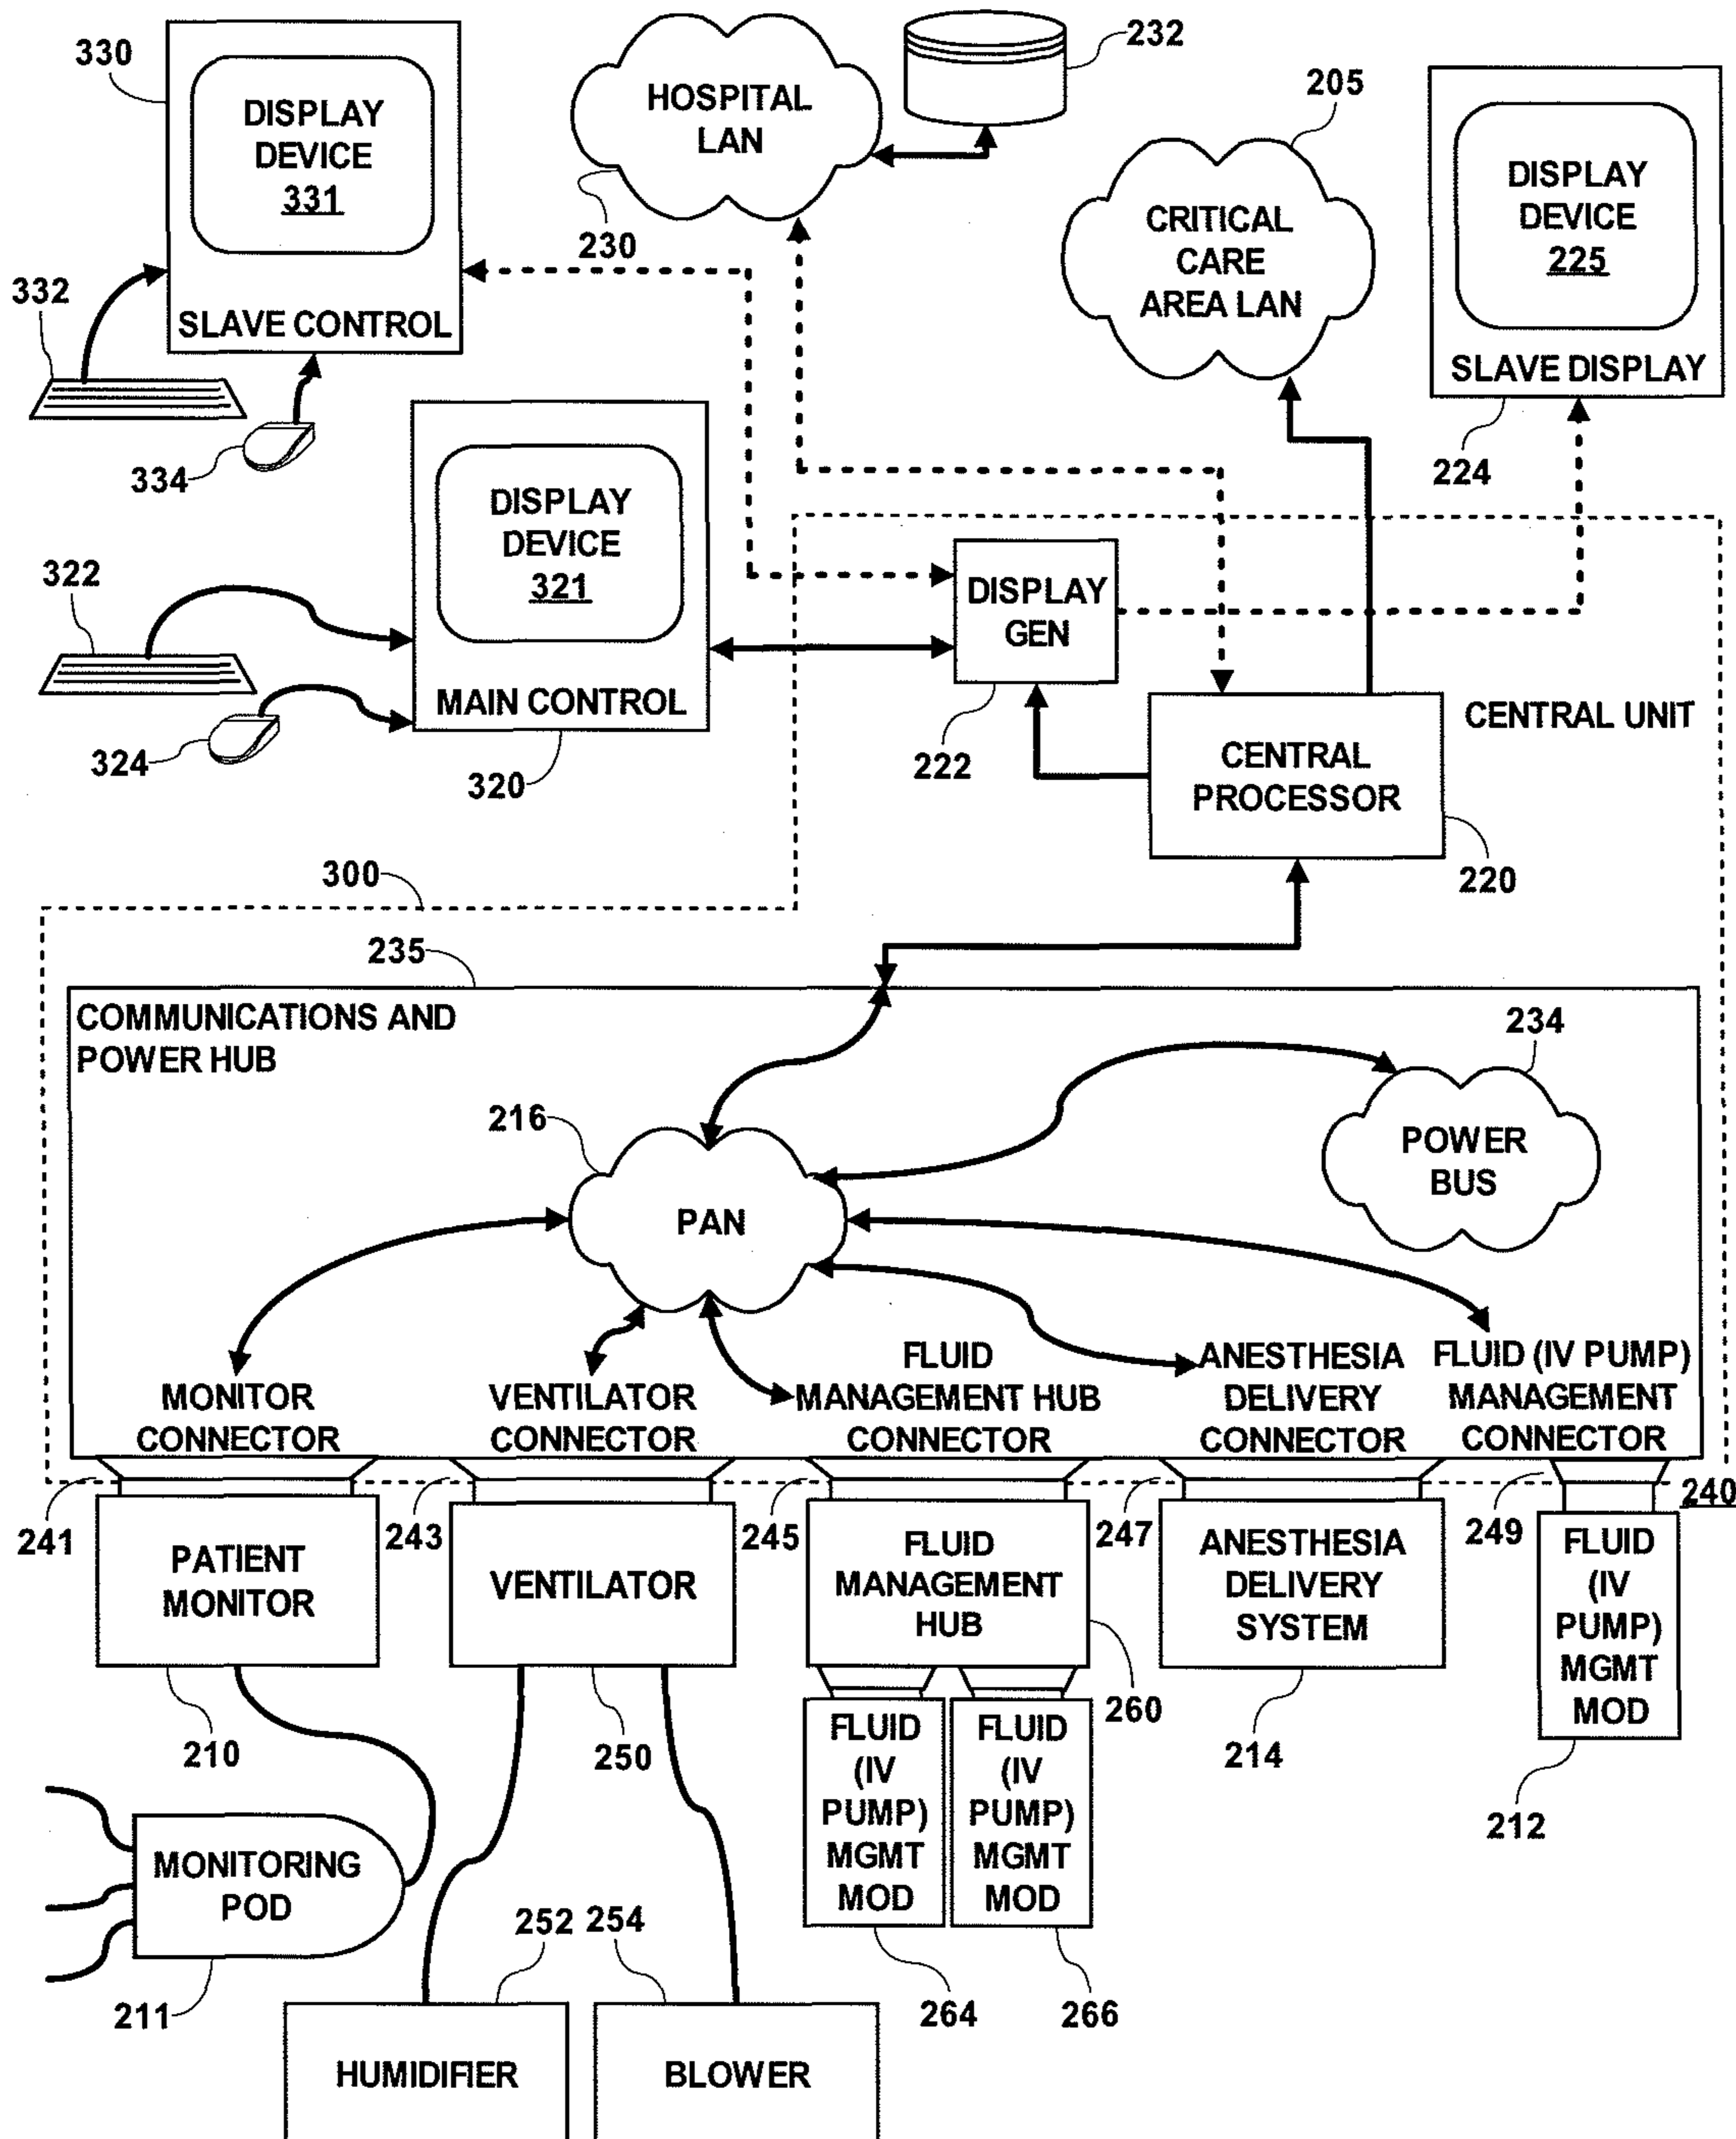 330
DISPLAY
DEVICE
331
SLAVE CONTROL
332
334
HOSPITAL
LAN
230
232
205
CRITICAL
CARE
AREA LAN
DISPLAY
DEVICE
225
SLAVE DISPLAY
224
322
324
DISPLAY
DEVICE
321
MAIN CONTROL
320
DISPLAY
GEN
222
CENTRAL UNIT
CENTRAL
PROCESSOR
220
300
235
COMMUNICATIONS AND
POWER HUB
234
POWER
BUS
216
PAN
MONITOR
CONNECTOR
VENTILATOR
CONNECTOR
FLUID
MANAGEMENT HUB
CONNECTOR
ANESTHESIA
DELIVERY
CONNECTOR
FLUID (IV PUMP)
MANAGEMENT
CONNECTOR
241
243
245
247
249
240
PATIENT
MONITOR
210
VENTILATOR
250
FLUID
MANAGEMENT
HUB
260
ANESTHESIA
DELIVERY
SYSTEM
214
FLUID
(IV
PUMP)
MGMT
MOD
212
MONITORING
POD
211
FLUID
(IV
PUMP)
MGMT
MOD
264
FLUID
(IV
PUMP)
MGMT
MOD
266
252
254
HUMIDIFIER
BLOWER